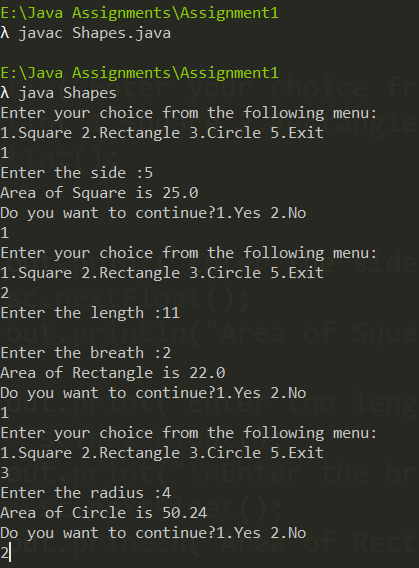 E:\Java Assignments\Assignment1
λ javac Shapes.java
E:\Java Assignments\Assignment1
λ java Shapes
Enter your choice from the following menu:
1.Square 2.Rectangle 3.Circle 5.Exit
1
Enter the side :5
Area of Square is 25.0
Do you want to continue?1.Yes 2.No
1
Enter your choice from the following menu:
1.Square 2.Rectangle 3.Circle 5.Exit
2
Enter the length :11
Enter the breath :2
Area of Rectangle is 22.0
Do you want to continue?1.Yes 2.No
1
Enter your choice from the following menu:
1.Square 2.Rectangle 3.Circle 5.Exit
3
Enter the radius :4
Area of Circle is 50.24
Do you want to continue?1.Yes 2.No
2